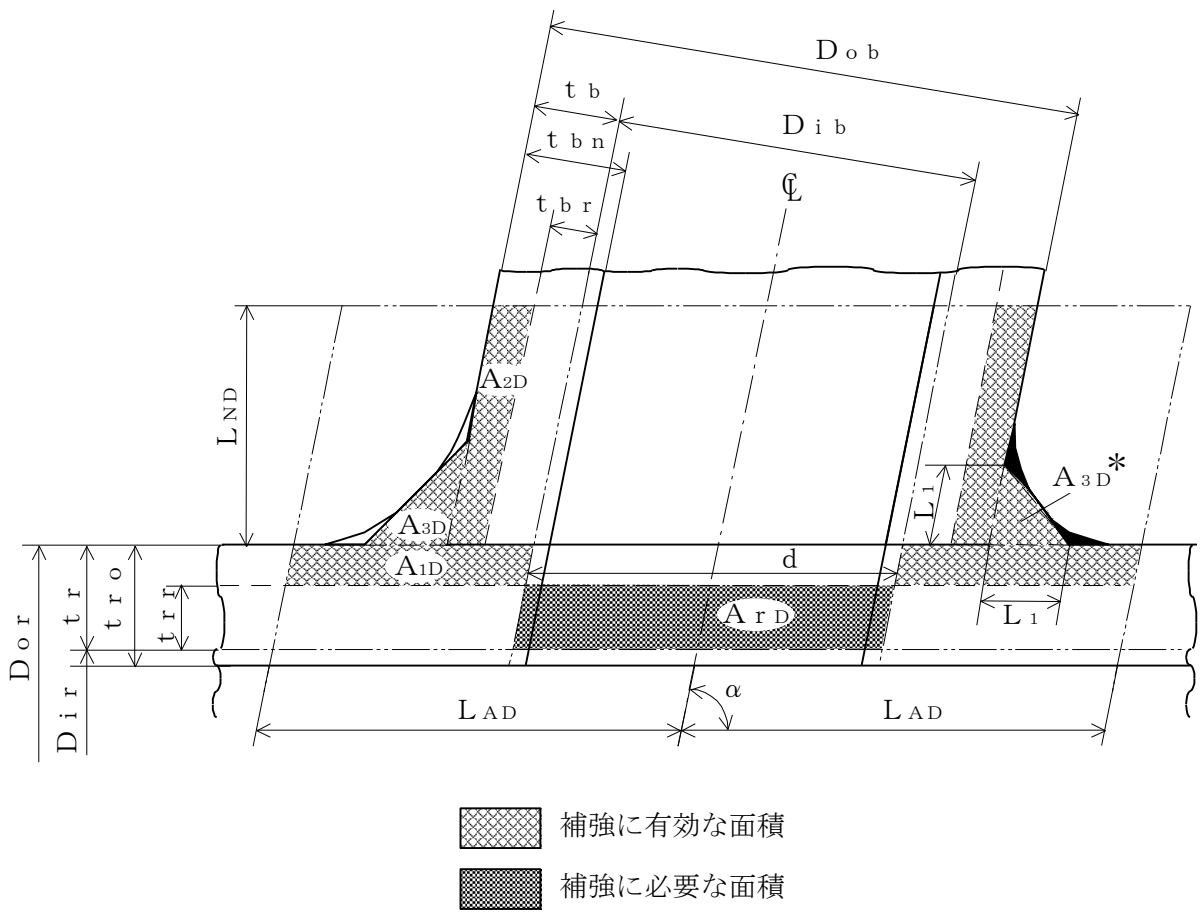 Dob
tb
Dib
tbn
℄
tbr
A2D
LND
L1
A3D*
A3D
A1D
d
tr
tro
trr
ArD
L1
Dor
Dir
α
LAD
LAD
補強に有効な面積
補強に必要な面積